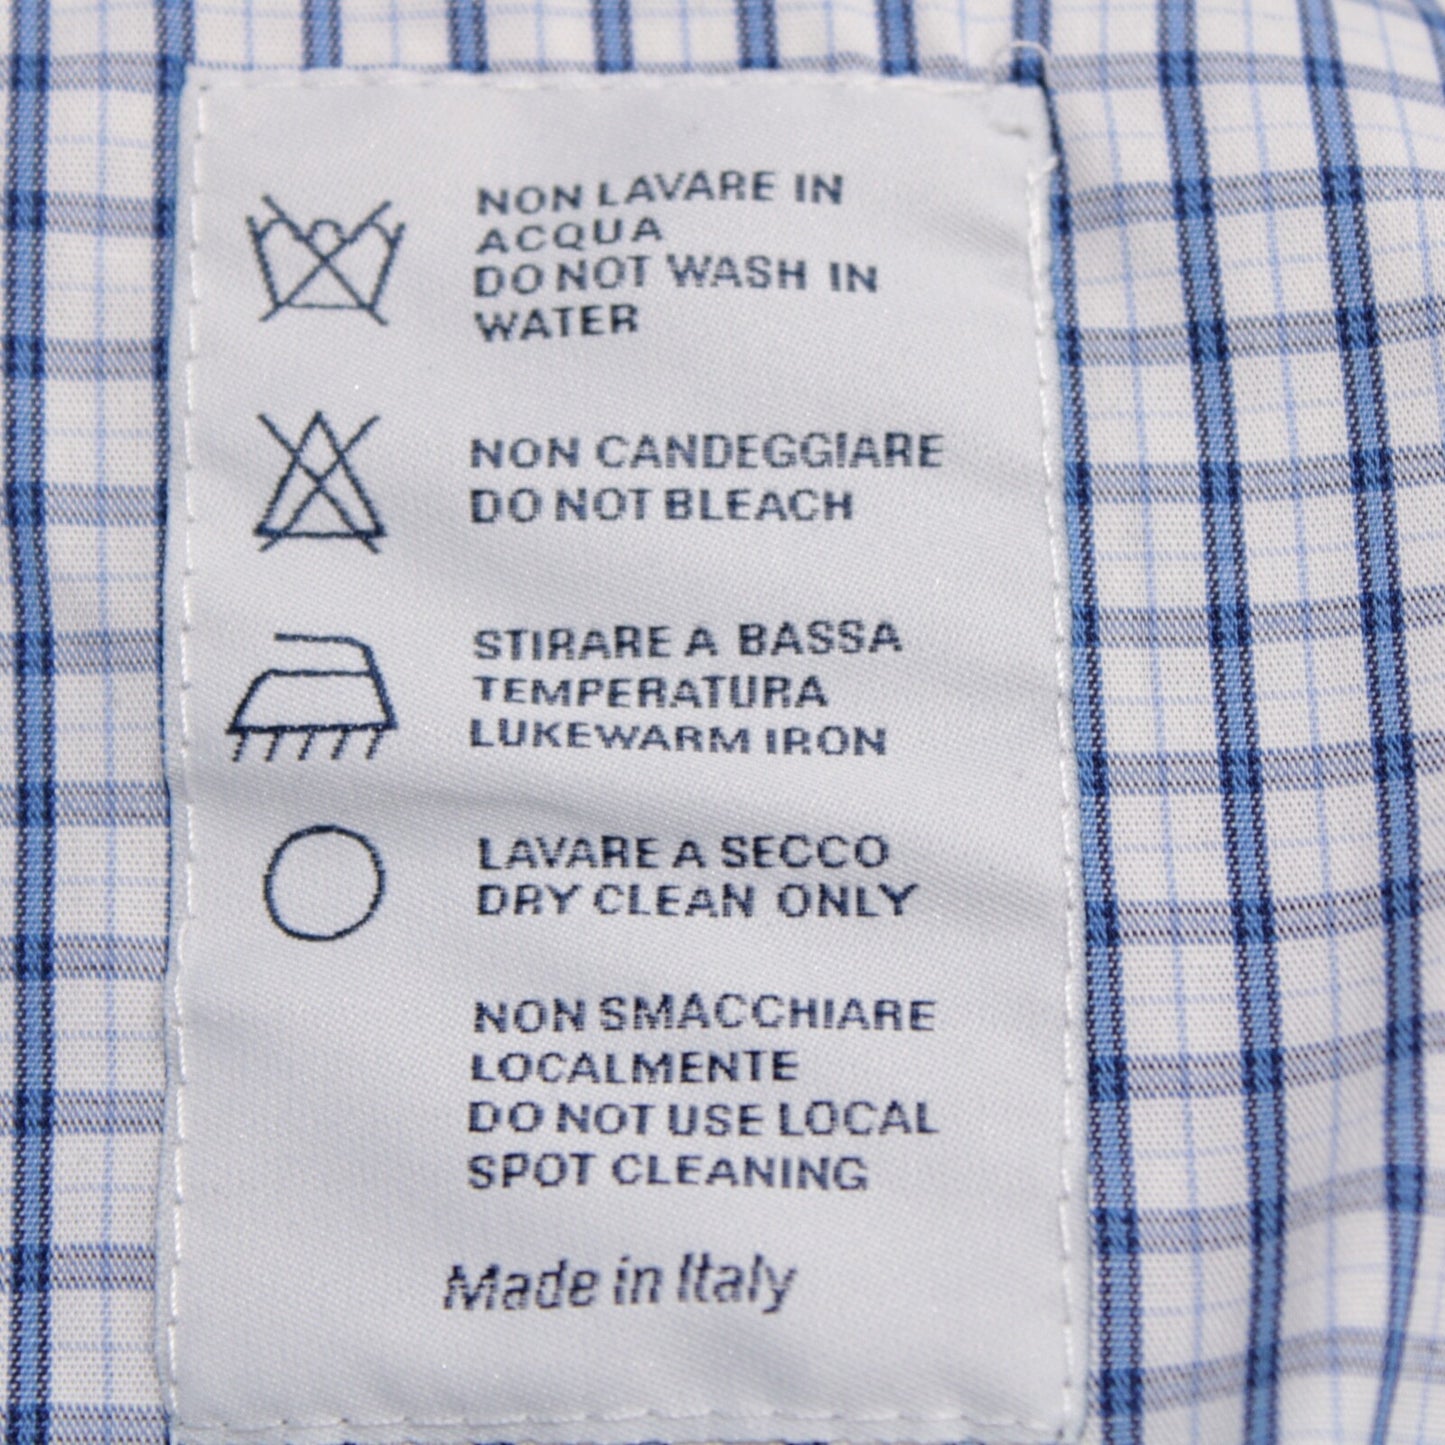 NON LAVARE IN
ACQUA
DO NOT WASH IN
WATER
NON CANDEGGIARE
DO NOT BLEACH
STIRARE A BASSA
TEMPERATURA
LUKEWARM IRON
LAVARE A SECCO
DRY CLEAN ONLY
NON SMACCHIARE
LOCALMENTE
DO NOT USE LOCAL
SPOT CLEANING
Made in Italy